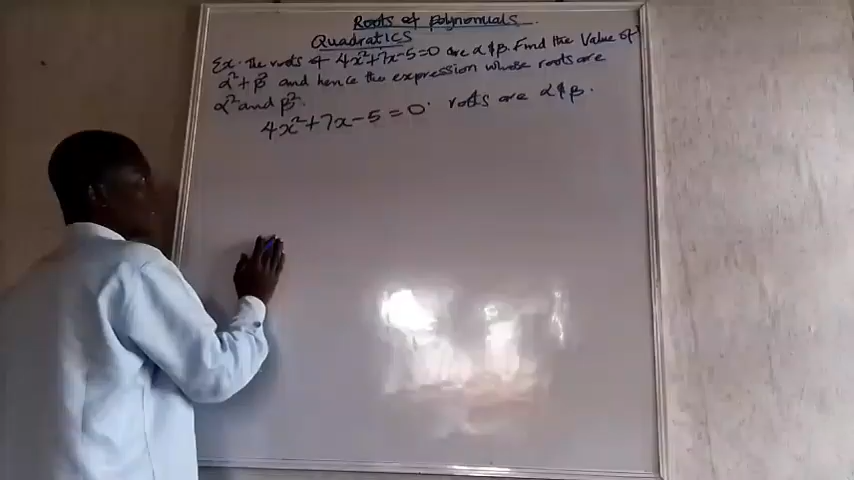 Roots of polynomials.
QuadratICS
Ex. The roots of 4x²+7x-5=0 are α & β. Find the value of
α²+β² and hence the expression whose roots are
α² and β².
4x²+7x-5=0. roots are α & β.